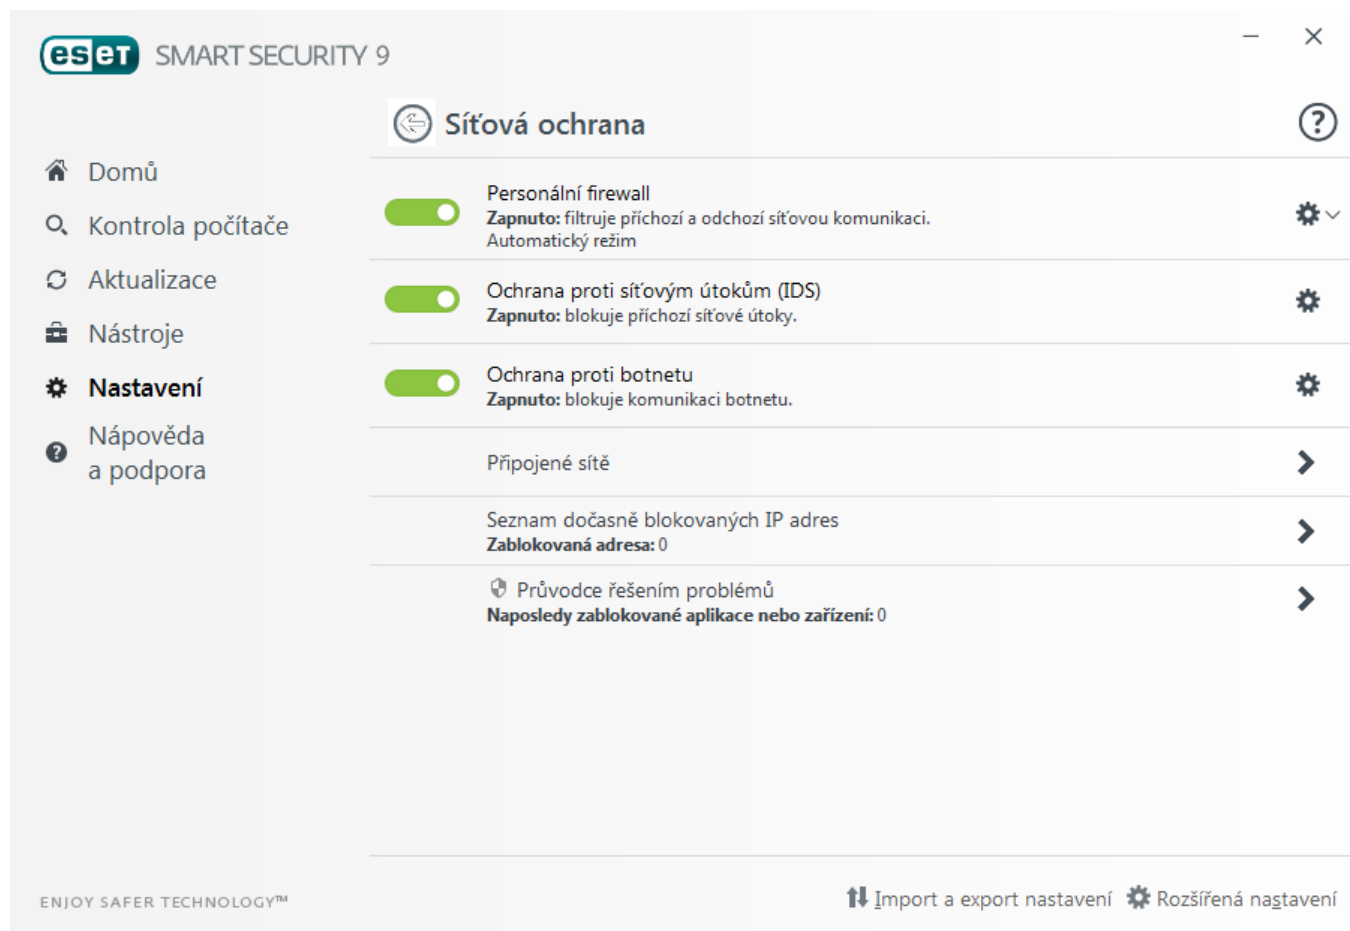 eset SMART SECURITY 9
Síťová ochrana
Domů
Kontrola počítače
Aktualizace
Nástroje
Nastavení
Nápověda
a podpora
Personální firewall
Zapnuto: filtruje příchozí a odchozí síťovou komunikaci.
Automatický režim
Ochrana proti síťovým útokům (IDS)
Zapnuto: blokuje příchozí síťové útoky.
Ochrana proti botnetu
Zapnuto: blokuje komunikaci botnetu.
Připojené sítě
Seznam dočasně blokovaných IP adres
Zablokovaná adresa: 0
Průvodce řešením problémů
Naposledy zablokované aplikace nebo zařízení: 0
ENJOY SAFER TECHNOLOGY™
Import a export nastavení
Rozšířená nastavení